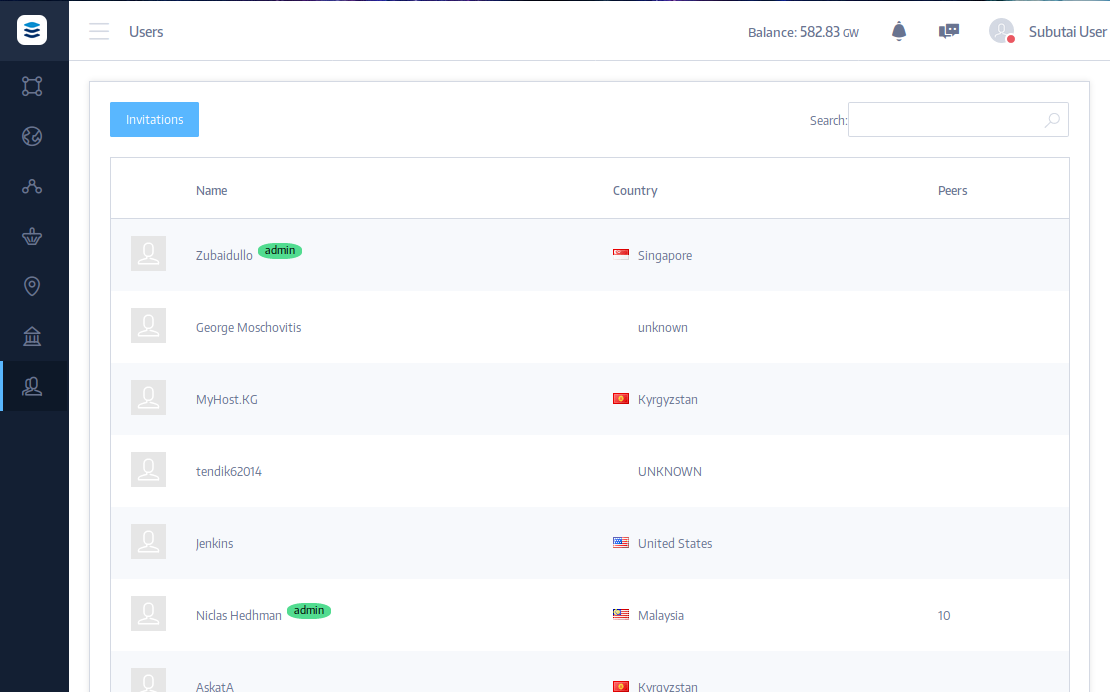 Users
Balance: 582.83 GW
Subutai User
Invitations
Search:
Name Country Peers
Zubaidullo admin Singapore
George Moschovitis unknown
MyHost.KG Kyrgyzstan
tendik62014 UNKNOWN
Jenkins United States
Niclas Hedhman admin Malaysia 10
AskatA Kyrgyzstan